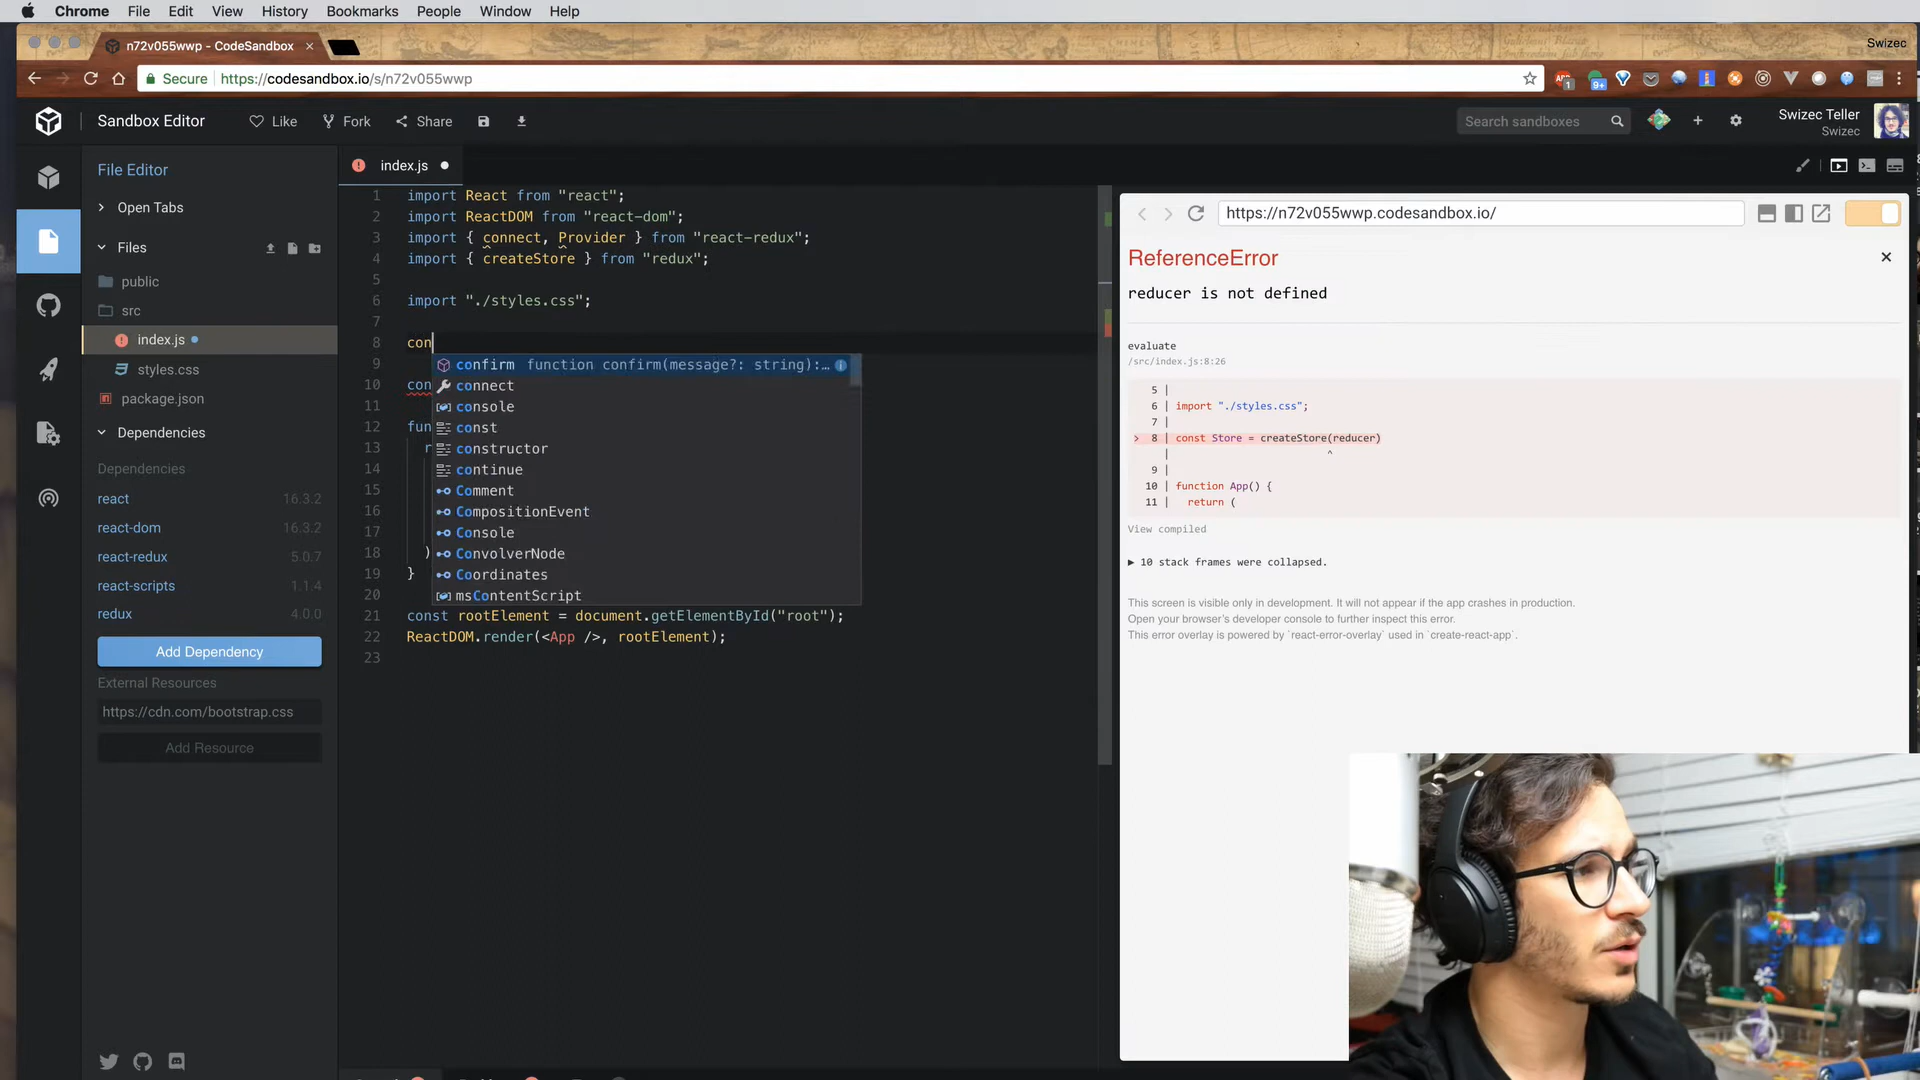 Chrome File Edit View History Bookmarks People Window Help
n72v055wwp - CodeSandbox
Swizec
Secure https://codesandbox.io/s/n72v055wwp
Sandbox Editor Like Fork Share Search sandboxes Swizec Teller
Swizec
File Editor
Open Tabs
Files
public
src
index.js
styles.css
package.json
Dependencies
Dependencies
react 16.3.2
react-dom 16.3.2
react-redux 5.0.7
react-scripts 1.1.4
redux 4.0.0
Add Dependency
External Resources
https://cdn.com/bootstrap.css
Add Resource
index.js
1 import React from "react";
2 import ReactDOM from "react-dom";
3 import { connect, Provider } from "react-redux";
4 import { createStore } from "redux";
5
6 import "./styles.css";
7
8 con
9
10 con
11
12 fun
13 r
14
15
16
17
18 )
19 }
20
21 const rootElement = document.getElementById("root");
22 ReactDOM.render(<App />, rootElement);
23
confirm function confirm(message?: string):…
connect
console
const
constructor
continue
Comment
CompositionEvent
Console
ConvolverNode
Coordinates
msContentScript
https://n72v055wwp.codesandbox.io/
ReferenceError
reducer is not defined
evaluate
/src/index.js:8:26
5 |
6 | import "./styles.css";
7 |
> 8 | const Store = createStore(reducer)
| ^
9 |
10 | function App() {
11 | return (
View compiled
▶ 10 stack frames were collapsed.
This screen is visible only in development. It will not appear if the app crashes in production.
Open your browser's developer console to further inspect this error.
This error overlay is powered by `react-error-overlay` used in `create-react-app`.